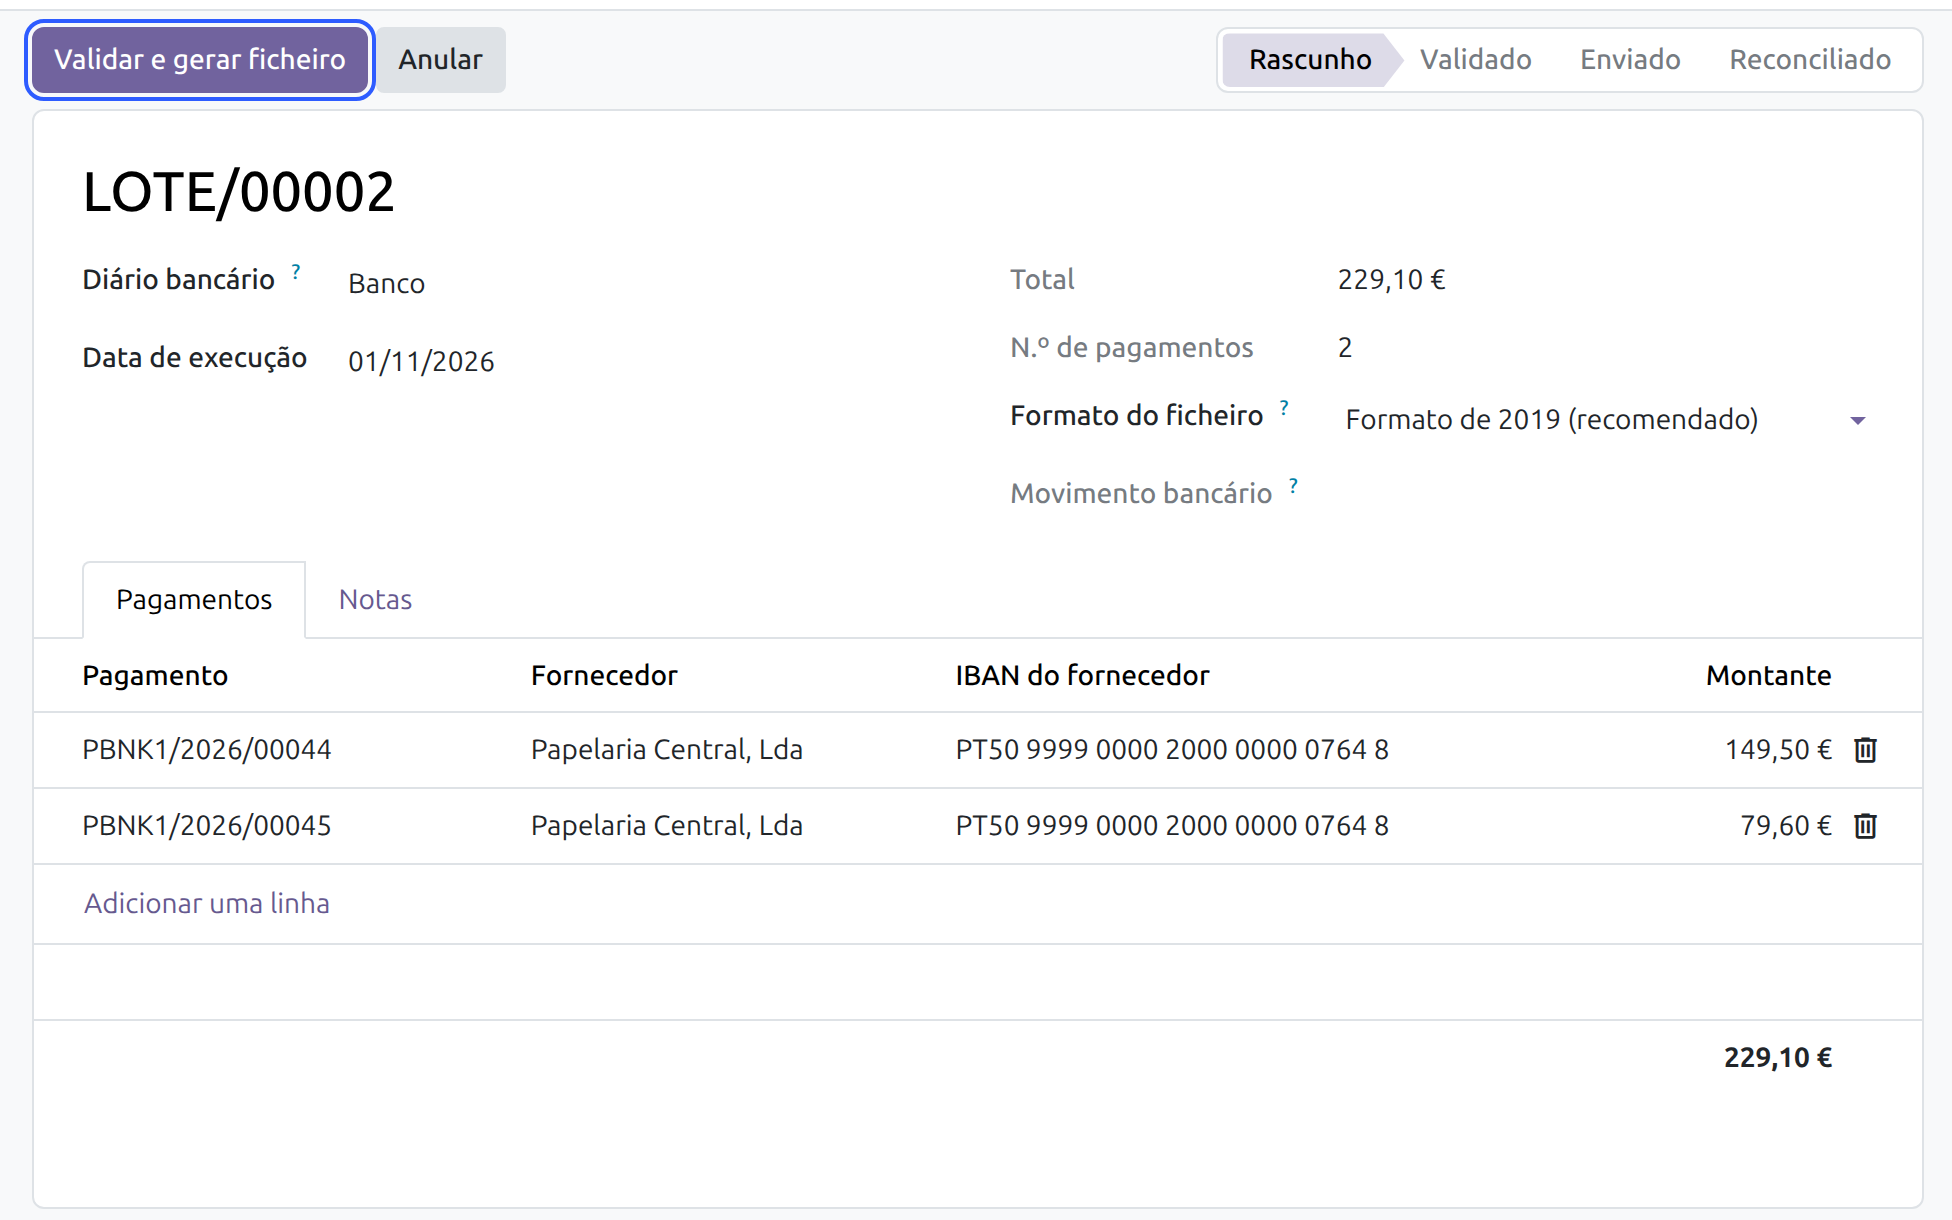 Validar e gerar ficheiro Anular Rascunho Validado Enviado Reconciliado
LOTE/00002
Diário bancário ? Banco
Data de execução 01/11/2026
Total 229,10 €
N.º de pagamentos 2
Formato do ficheiro ? Formato de 2019 (recomendado)
Movimento bancário ?
Pagamentos Notas
Pagamento Fornecedor IBAN do fornecedor Montante
PBNK1/2026/00044 Papelaria Central, Lda PT50 9999 0000 2000 0000 0764 8 149,50 €
PBNK1/2026/00045 Papelaria Central, Lda PT50 9999 0000 2000 0000 0764 8 79,60 €
Adicionar uma linha
229,10 €